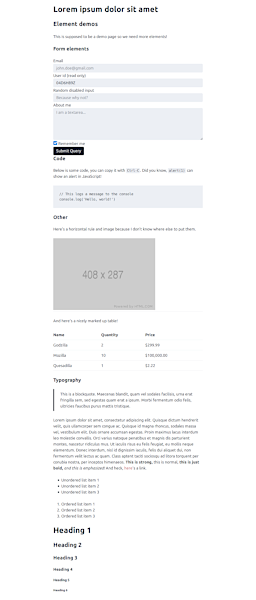 Lorem ipsum dolor sit amet
Element demos
This is supposed to be a demo page so we need more elements!
Form elements
Email
john.doe@gmail.com
User id (read only)
Random disabled input
Because why not?
About me
I am a banjoist...
Remember me
Submit Query
Code
Below is some code, you can copy it with Ctrl-C. Did you know, alert(1) can
show an alert in JavaScript!
// This logs a message to the console
console.log('Hello, world!')
Other
Here's a horizontal rule and image because I don't know where else to put them.
408 x 287
And here's a nicely marked up table!
Name Quantity Price
Godzilla 2 $299.99
Mozilla 10 $100,000.00
Quesadilla 1 $2.22
Typography
This is a blockquote. Maecenas blandit, quam vel sodales facilisis, urna erat
fringilla sem, sed egestas quam erat a ipsum. Morbi fermentum odio felis,
ultricies faucibus purus mattis tristique.
Lorem ipsum dolor sit amet, consectetur adipiscing elit. Quisque dictum hendrerit
velit, quis ullamcorper sem congue ac. Quisque id magna rhoncus, sodales massa
vel, vestibulum elit. Duis ornare accumsan egestas. Proin maximus lacus interdum
leo molestie convallis. Orci varius natoque penatibus et magnis dis parturient
montes, nascetur ridiculus mus. Ut iaculis risus eu felis feugiat, eu mollis neque
elementum. Donec interdum, nisl id dignissim iaculis, felis dui aliquet dui, non
fermentum velit lectus ac quam. Class aptent taciti sociosqu ad litora torquent per
conubia nostra, per inceptos himenaeos. This is strong, this is normal, this is just
bold, and this is emphasized! And heck, here's a link.
Unordered list item 1
Unordered list item 2
Unordered list item 3
1. Ordered list item 1
2. Ordered list item 2
3. Ordered list item 3
Heading 1
Heading 2
Heading 3
Heading 4
Heading 5
Heading 6